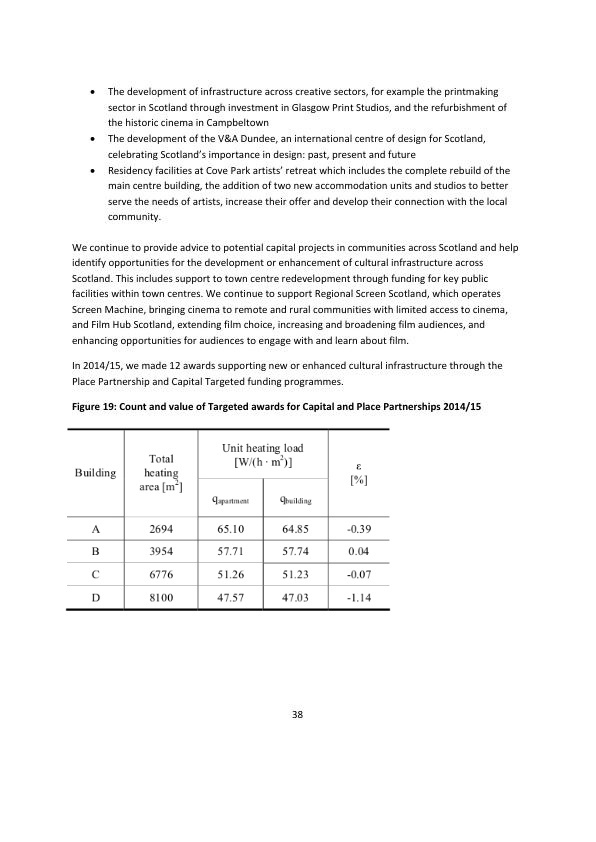 • The development of infrastructure across creative sectors, for example the printmaking
sector in Scotland through investment in Glasgow Print Studios, and the refurbishment of
the historic cinema in Campbeltown
• The development of the V&A Dundee, an international centre of design for Scotland,
celebrating Scotland's importance in design: past, present and future
• Residency facilities at Cove Park artists' retreat which includes the complete rebuild of the
main centre building, the addition of two new accommodation units and studios to better
serve the needs of artists, increase their offer and develop their connection with the local
community.
We continue to provide advice to potential capital projects in communities across Scotland and help
identify opportunities for the development or enhancement of cultural infrastructure across
Scotland. This includes support to town centre redevelopment through funding for key public
facilities within town centres. We continue to support Regional Screen Scotland, which operates
Screen Machine, bringing cinema to remote and rural communities with limited access to cinema,
and Film Hub Scotland, extending film choice, increasing and broadening film audiences, and
enhancing opportunities for audiences to engage with and learn about film.
In 2014/15, we made 12 awards supporting new or enhanced cultural infrastructure through the
Place Partnership and Capital Targeted funding programmes.
Figure 19: Count and value of Targeted awards for Capital and Place Partnerships 2014/15
Building
Total
heating
area [m²]
Unit heating load
[W/(h · m²)]
ε
[%]
qapartment qbuilding
A 2694 65.10 64.85 -0.39
B 3954 57.71 57.74 0.04
C 6776 51.26 51.23 -0.07
D 8100 47.57 47.03 -1.14
38